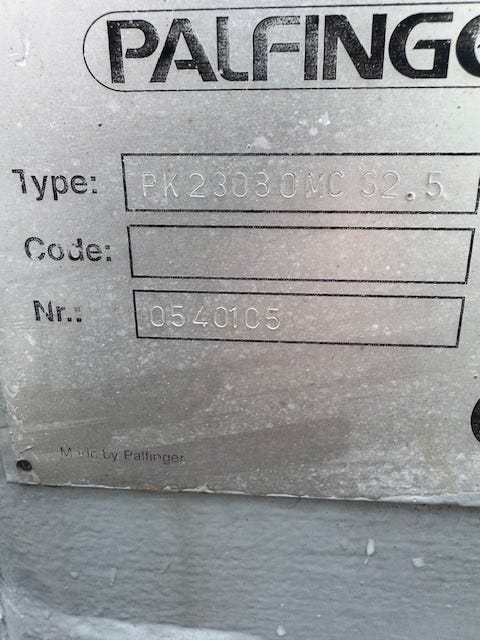 PALFINGE
Type: PK23080MC S2.5
Code:
Nr.: 0540105
Made by Palfinger